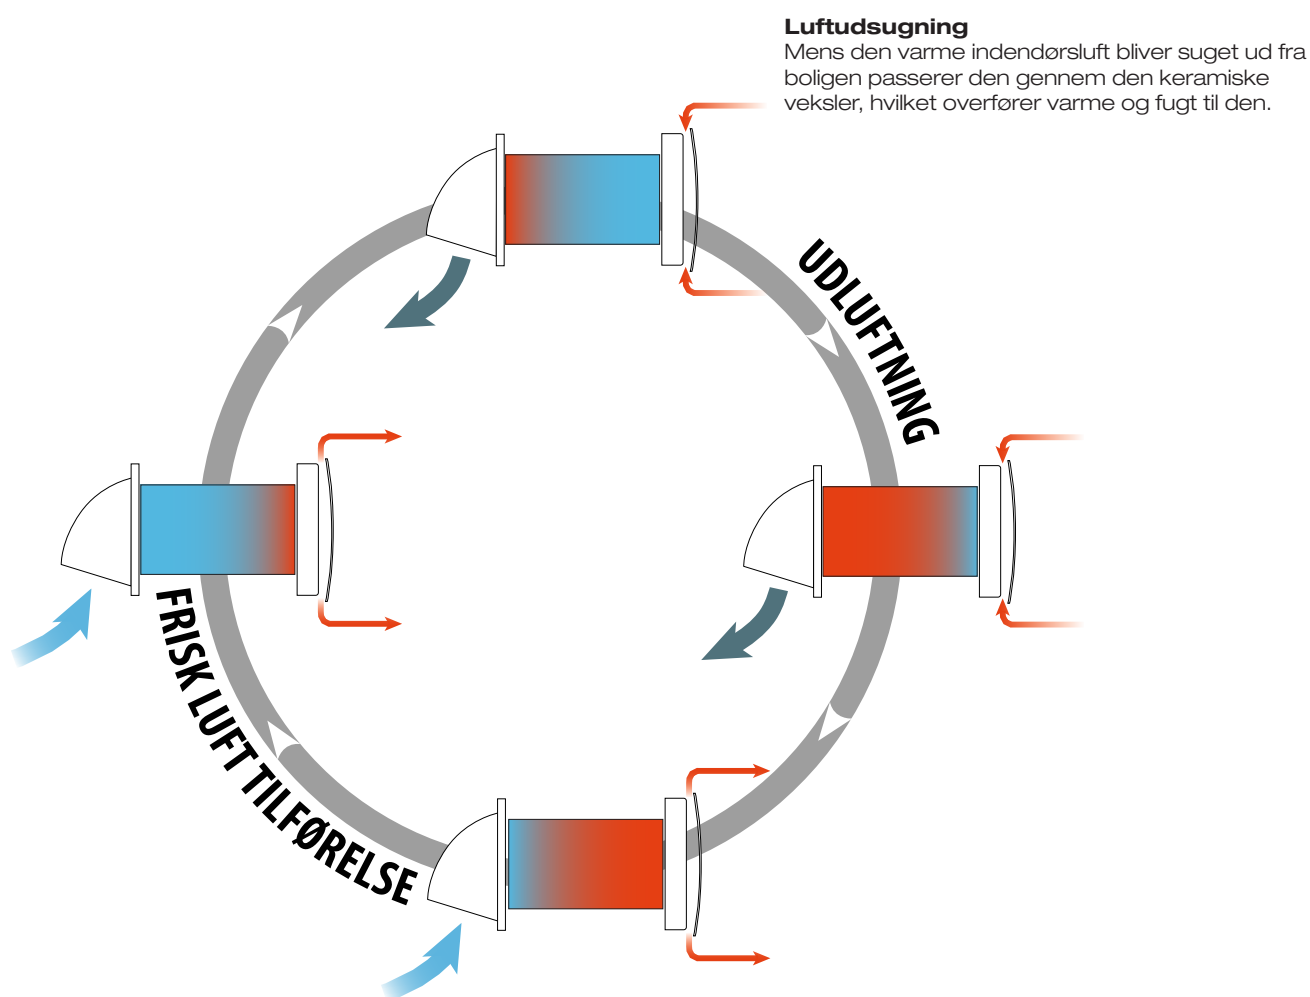 Luftudsugning
Mens den varme indendørsluft bliver suget ud fra
boligen passerer den gennem den keramiske
veksler, hvilket overfører varme og fugt til den.
UDLUFTNING
FRISK LUFT TILFØRELSE